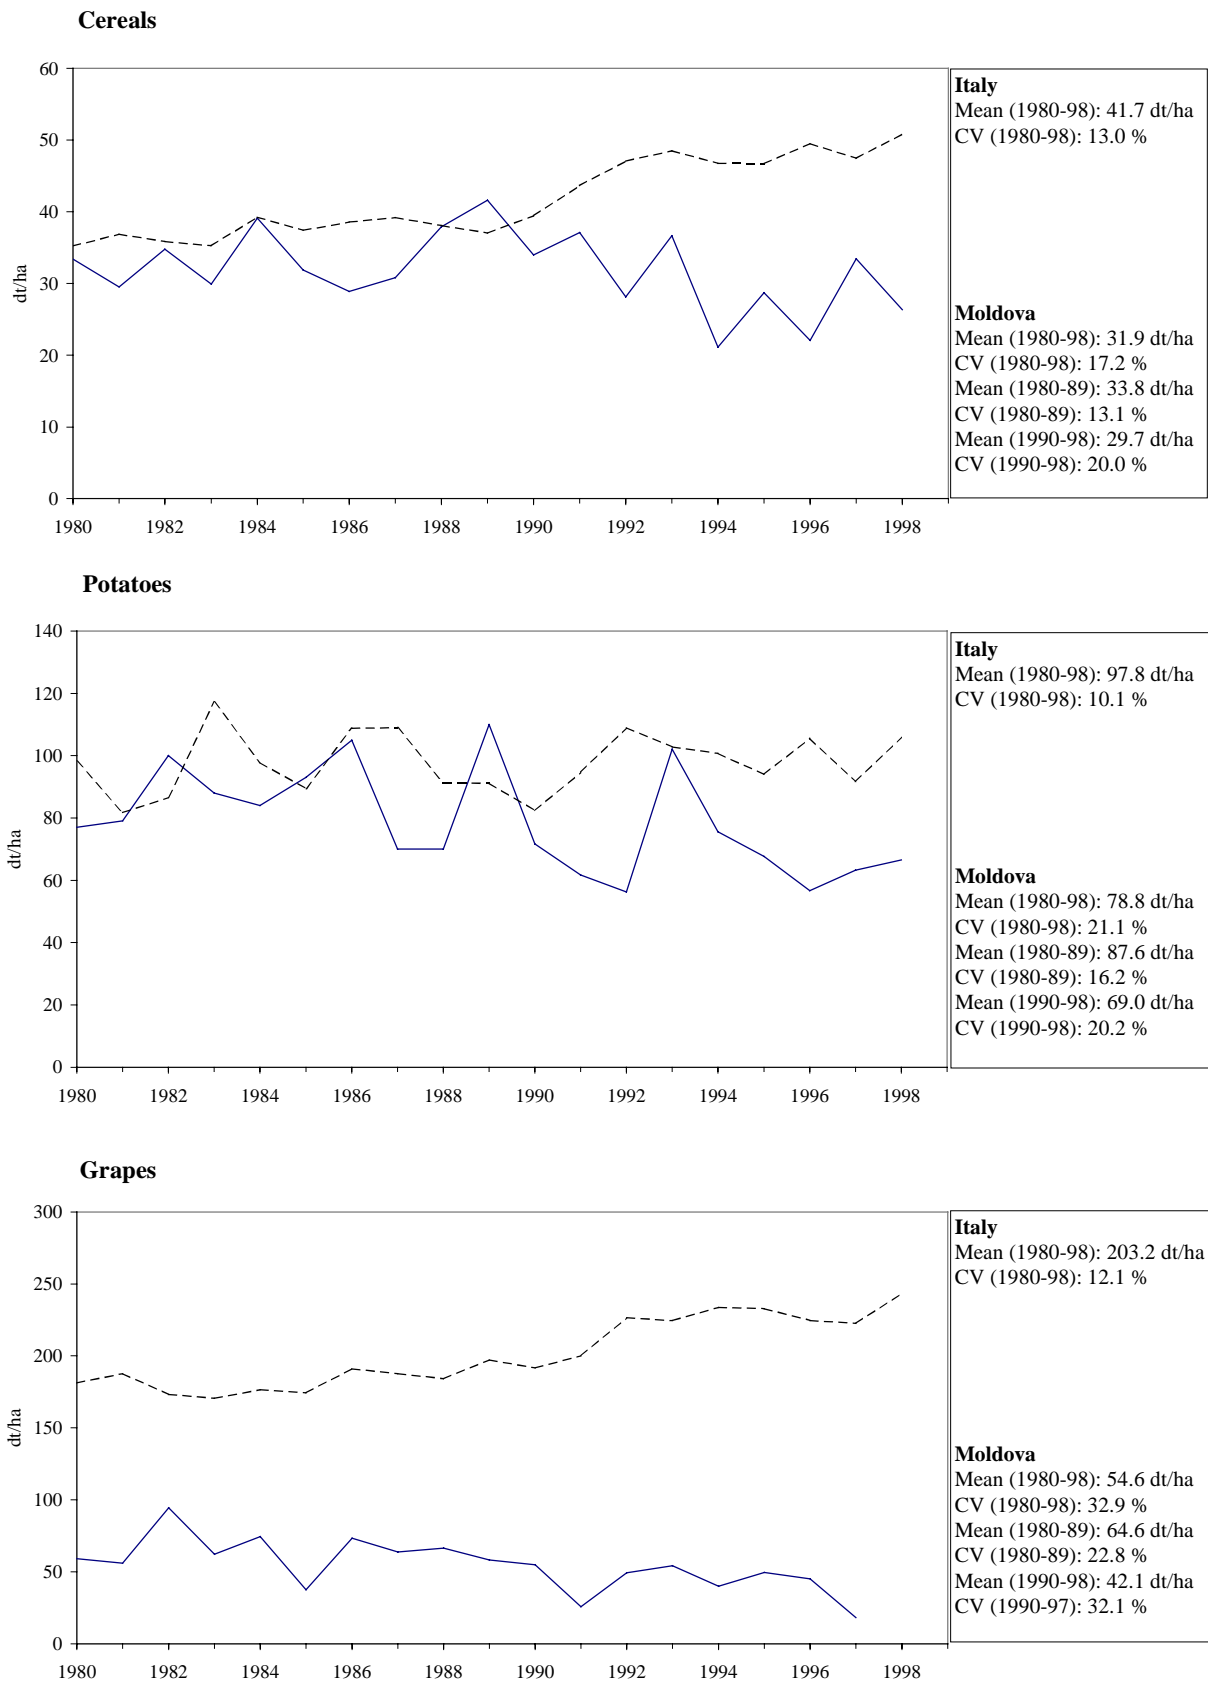 Cereals
60
50
40
30
20
10
0
dt/ha
1980 1982 1984 1986 1988 1990 1992 1994 1996 1998
Italy
Mean (1980-98): 41.7 dt/ha
CV (1980-98): 13.0 %
Moldova
Mean (1980-98): 31.9 dt/ha
CV (1980-98): 17.2 %
Mean (1980-89): 33.8 dt/ha
CV (1980-89): 13.1 %
Mean (1990-98): 29.7 dt/ha
CV (1990-98): 20.0 %
Potatoes
140
120
100
80
60
40
20
0
dt/ha
1980 1982 1984 1986 1988 1990 1992 1994 1996 1998
Italy
Mean (1980-98): 97.8 dt/ha
CV (1980-98): 10.1 %
Moldova
Mean (1980-98): 78.8 dt/ha
CV (1980-98): 21.1 %
Mean (1980-89): 87.6 dt/ha
CV (1980-89): 16.2 %
Mean (1990-98): 69.0 dt/ha
CV (1990-98): 20.2 %
Grapes
300
250
200
150
100
50
0
dt/ha
1980 1982 1984 1986 1988 1990 1992 1994 1996 1998
Italy
Mean (1980-98): 203.2 dt/ha
CV (1980-98): 12.1 %
Moldova
Mean (1980-98): 54.6 dt/ha
CV (1980-98): 32.9 %
Mean (1980-89): 64.6 dt/ha
CV (1980-89): 22.8 %
Mean (1990-98): 42.1 dt/ha
CV (1990-97): 32.1 %